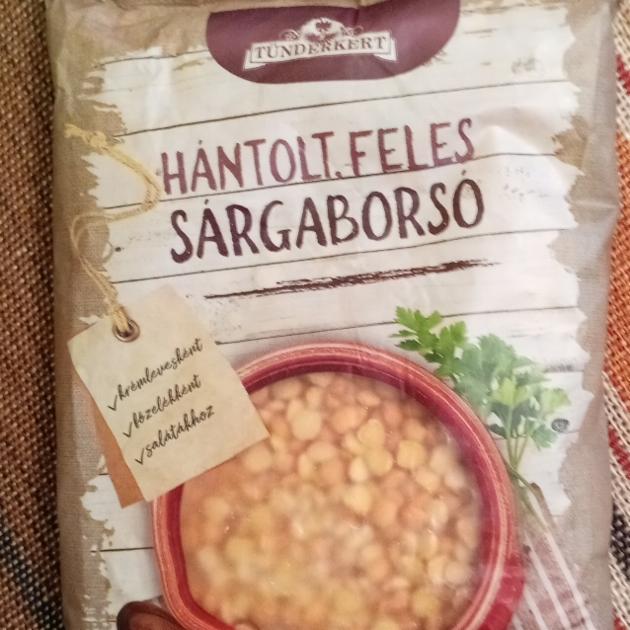 TÜNDÉRKERT
HÁNTOLT, FELES
SÁRGABORSÓ
✓krémlevesként
✓főzelékként
✓salátákhoz